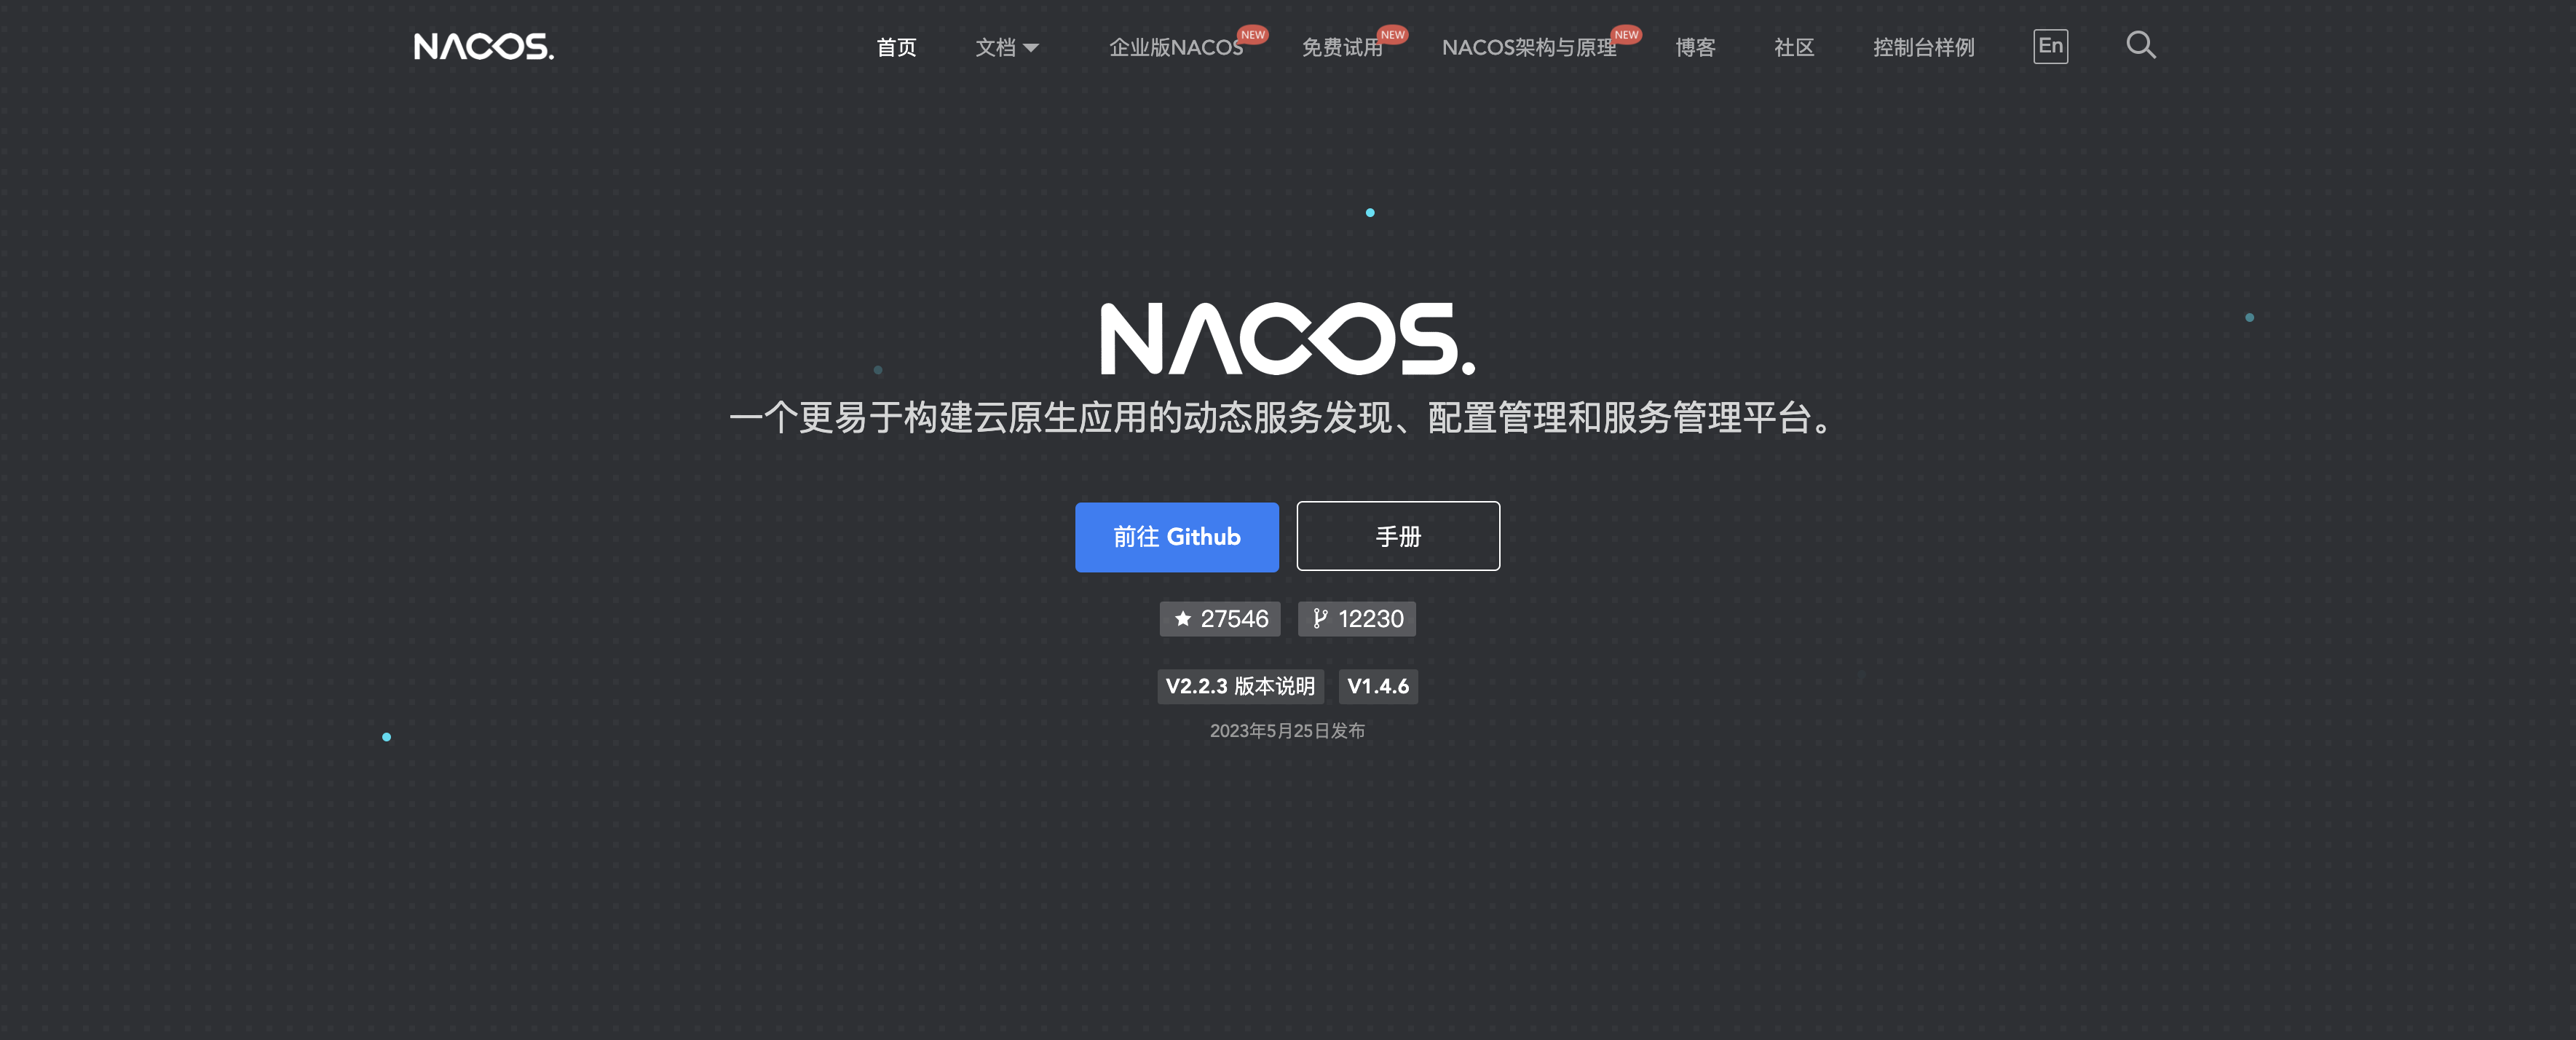 NACOS.
首页 文档 企业版NACOS NEW 免费试用 NEW NACOS架构与原理 NEW 博客 社区 控制台样例 En
NACOS.
一个更易于构建云原生应用的动态服务发现、配置管理和服务管理平台。
前往 Github 手册
27546 12230
V2.2.3 版本说明 V1.4.6
2023年5月25日发布